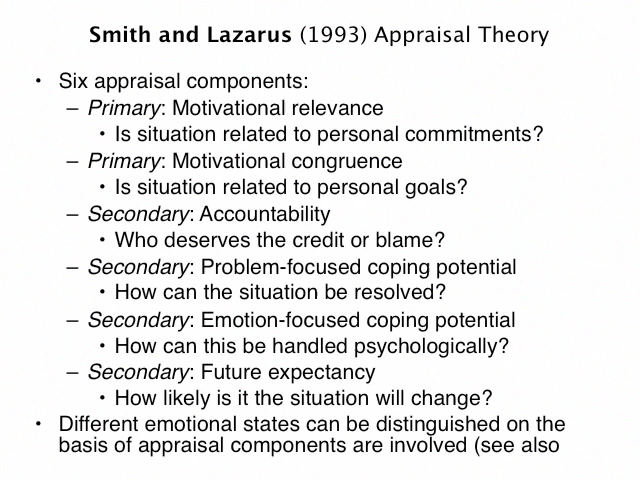 Smith and Lazarus (1993) Appraisal Theory
• Six appraisal components:
– Primary: Motivational relevance
• Is situation related to personal commitments?
– Primary: Motivational congruence
• Is situation related to personal goals?
– Secondary: Accountability
• Who deserves the credit or blame?
– Secondary: Problem-focused coping potential
• How can the situation be resolved?
– Secondary: Emotion-focused coping potential
• How can this be handled psychologically?
– Secondary: Future expectancy
• How likely is it the situation will change?
• Different emotional states can be distinguished on the
basis of appraisal components are involved (see also